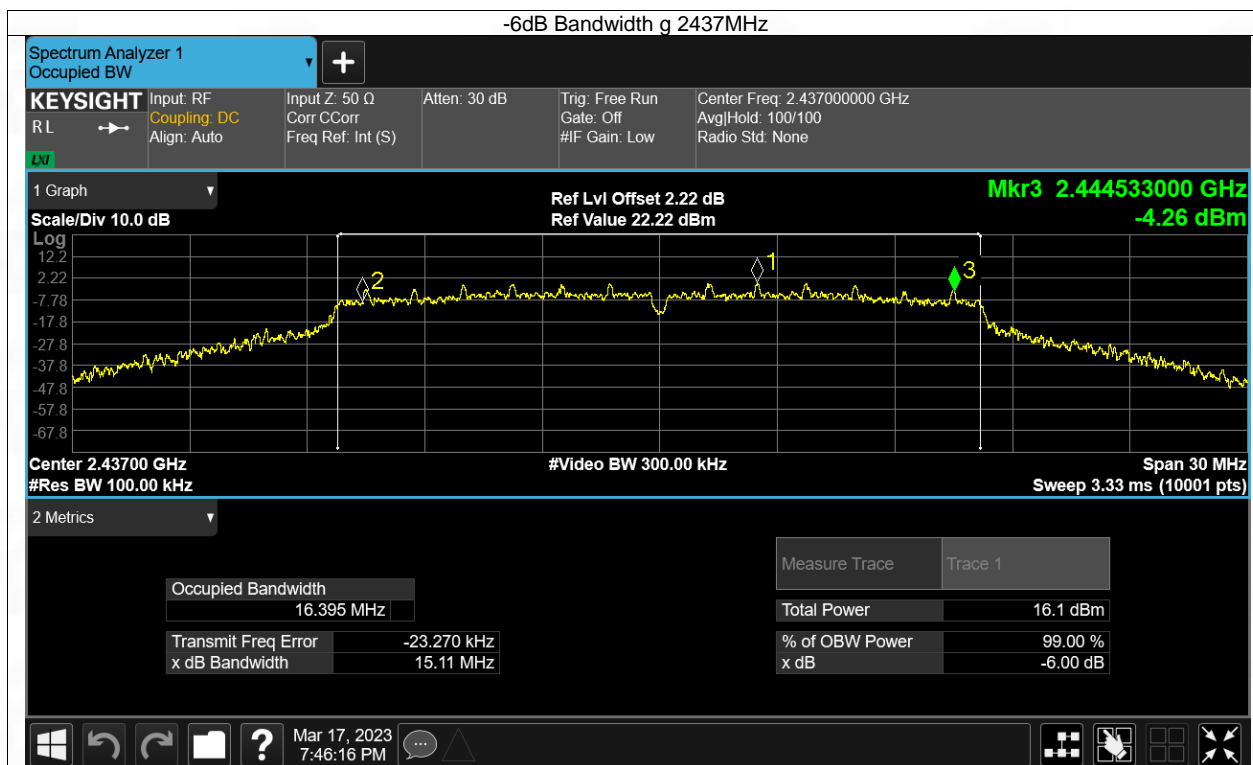 -6dB Bandwidth g 2437MHz
Spectrum Analyzer 1
Occupied BW
KEYSIGHT
RL
LXI
Input: RF
Coupling: DC
Align: Auto
Input Z: 50 Ω
Corr CCorr
Freq Ref: Int (S)
Atten: 30 dB
Trig: Free Run
Gate: Off
#IF Gain: Low
Center Freq: 2.437000000 GHz
Avg|Hold: 100/100
Radio Std: None
1 Graph
Scale/Div 10.0 dB
Ref Lvl Offset 2.22 dB
Ref Value 22.22 dBm
Mkr3 2.444533000 GHz
-4.26 dBm
Log
12.2
2.22
-7.78
-17.8
-27.8
-37.8
-47.8
-57.8
-67.8
2
1
3
Center 2.43700 GHz
#Res BW 100.00 kHz
#Video BW 300.00 kHz
Span 30 MHz
Sweep 3.33 ms (10001 pts)
2 Metrics
Occupied Bandwidth
16.395 MHz
Transmit Freq Error -23.270 kHz
x dB Bandwidth 15.11 MHz
Measure Trace Trace 1
Total Power 16.1 dBm
% of OBW Power 99.00 %
x dB -6.00 dB
?
Mar 17, 2023
7:46:16 PM